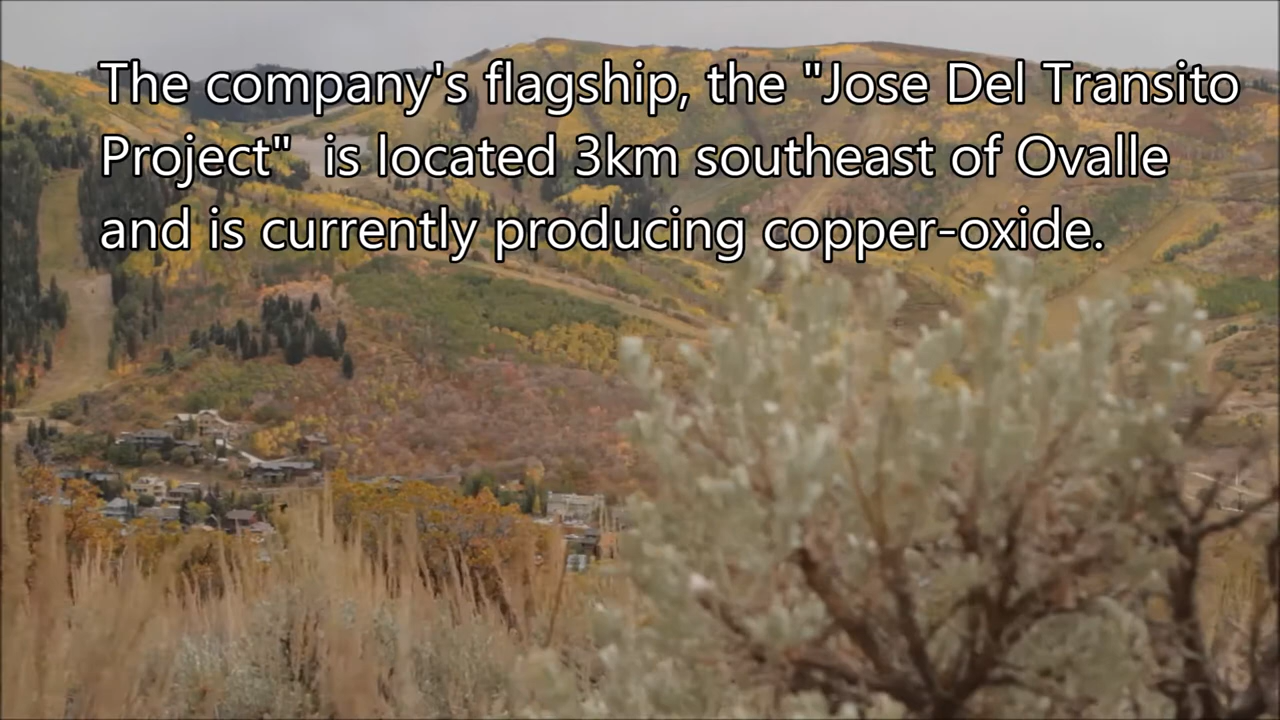 The company's flagship, the "Jose Del Transito
Project"  is located 3km southeast of Ovalle
and is currently producing copper-oxide.